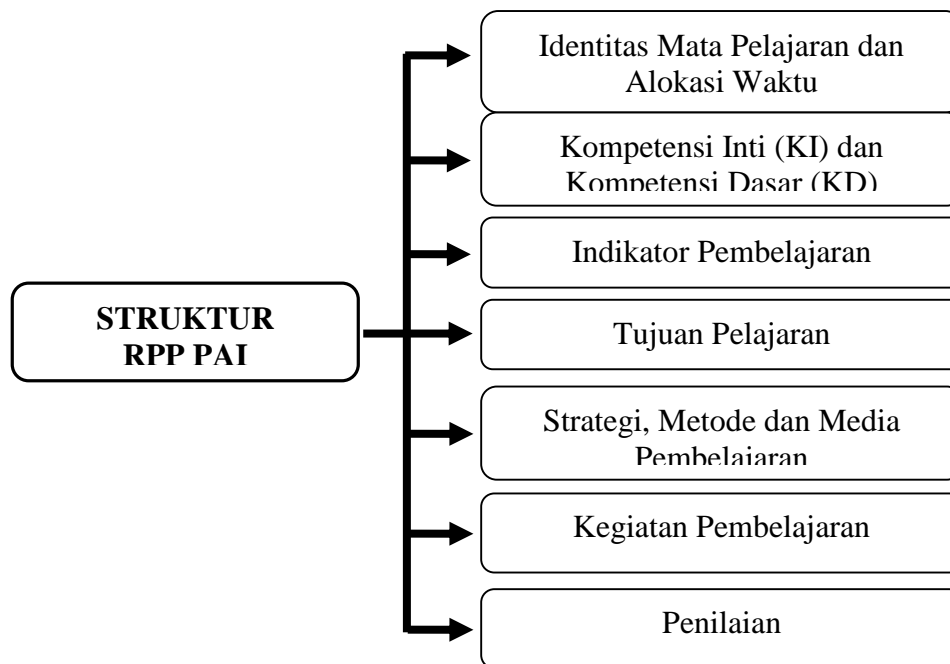 Identitas Mata Pelajaran dan
Alokasi Waktu
Kompetensi Inti (KI) dan
Kompetensi Dasar (KD)
Indikator Pembelajaran
STRUKTUR
RPP PAI
Tujuan Pelajaran
Strategi, Metode dan Media
Pembelajaran
Kegiatan Pembelajaran
Penilaian